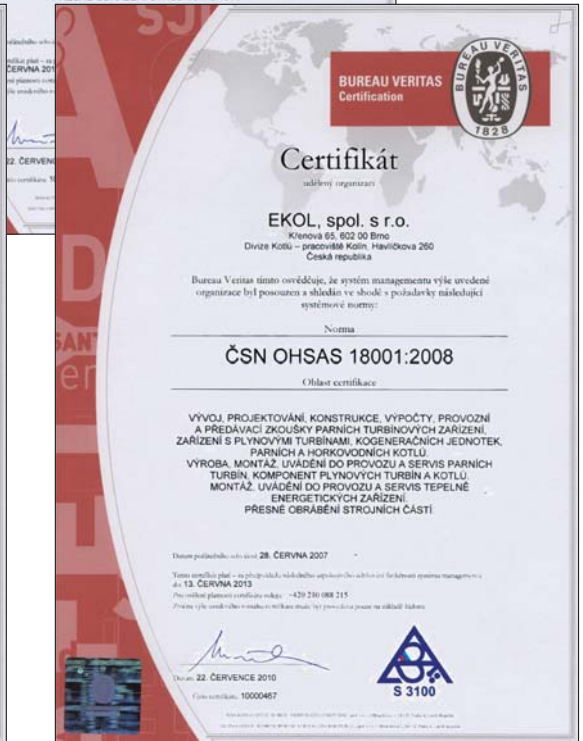 BUREAU VERITAS
Certification
BUREAU VERITAS
1828
Certifikát
udělený organizaci
EKOL, spol. s r.o.
Křenová 65, 602 00 Brno
Divize Kotlů – pracoviště Kolín, Havlíčkova 260
Česká republika
Bureau Veritas tímto osvědčuje, že systém managementu výše uvedené
organizace byl posouzen a shledán ve shodě s požadavky následující
systémové normy:
Norma
ČSN OHSAS 18001:2008
Oblast certifikace
VÝVOJ, PROJEKTOVÁNÍ, KONSTRUKCE, VÝPOČTY, PROVOZNÍ
A PŘEDÁVACÍ ZKOUŠKY PARNÍCH TURBÍNOVÝCH ZAŘÍZENÍ,
ZAŘÍZENÍ S PLYNOVÝMI TURBÍNAMI, KOGENERAČNÍCH JEDNOTEK,
PARNÍCH A HORKOVODNÍCH KOTLŮ.
VÝROBA, MONTÁŽ, UVÁDĚNÍ DO PROVOZU A SERVIS PARNÍCH
TURBÍN, KOMPONENT PLYNOVÝCH TURBÍN A KOTLŮ.
MONTÁŽ, UVÁDĚNÍ DO PROVOZU A SERVIS TEPELNĚ
ENERGETICKÝCH ZAŘÍZENÍ.
PŘESNÉ OBRÁBĚNÍ STROJNÍCH ČÁSTÍ.
28. ČERVNA 2007
13. ČERVNA 2013
+420 210 088 215
Datum: 22. ČERVENCE 2010
Číslo certifikátu: 10000467
S 3100
ČERVNA 201
22. ČERVENC